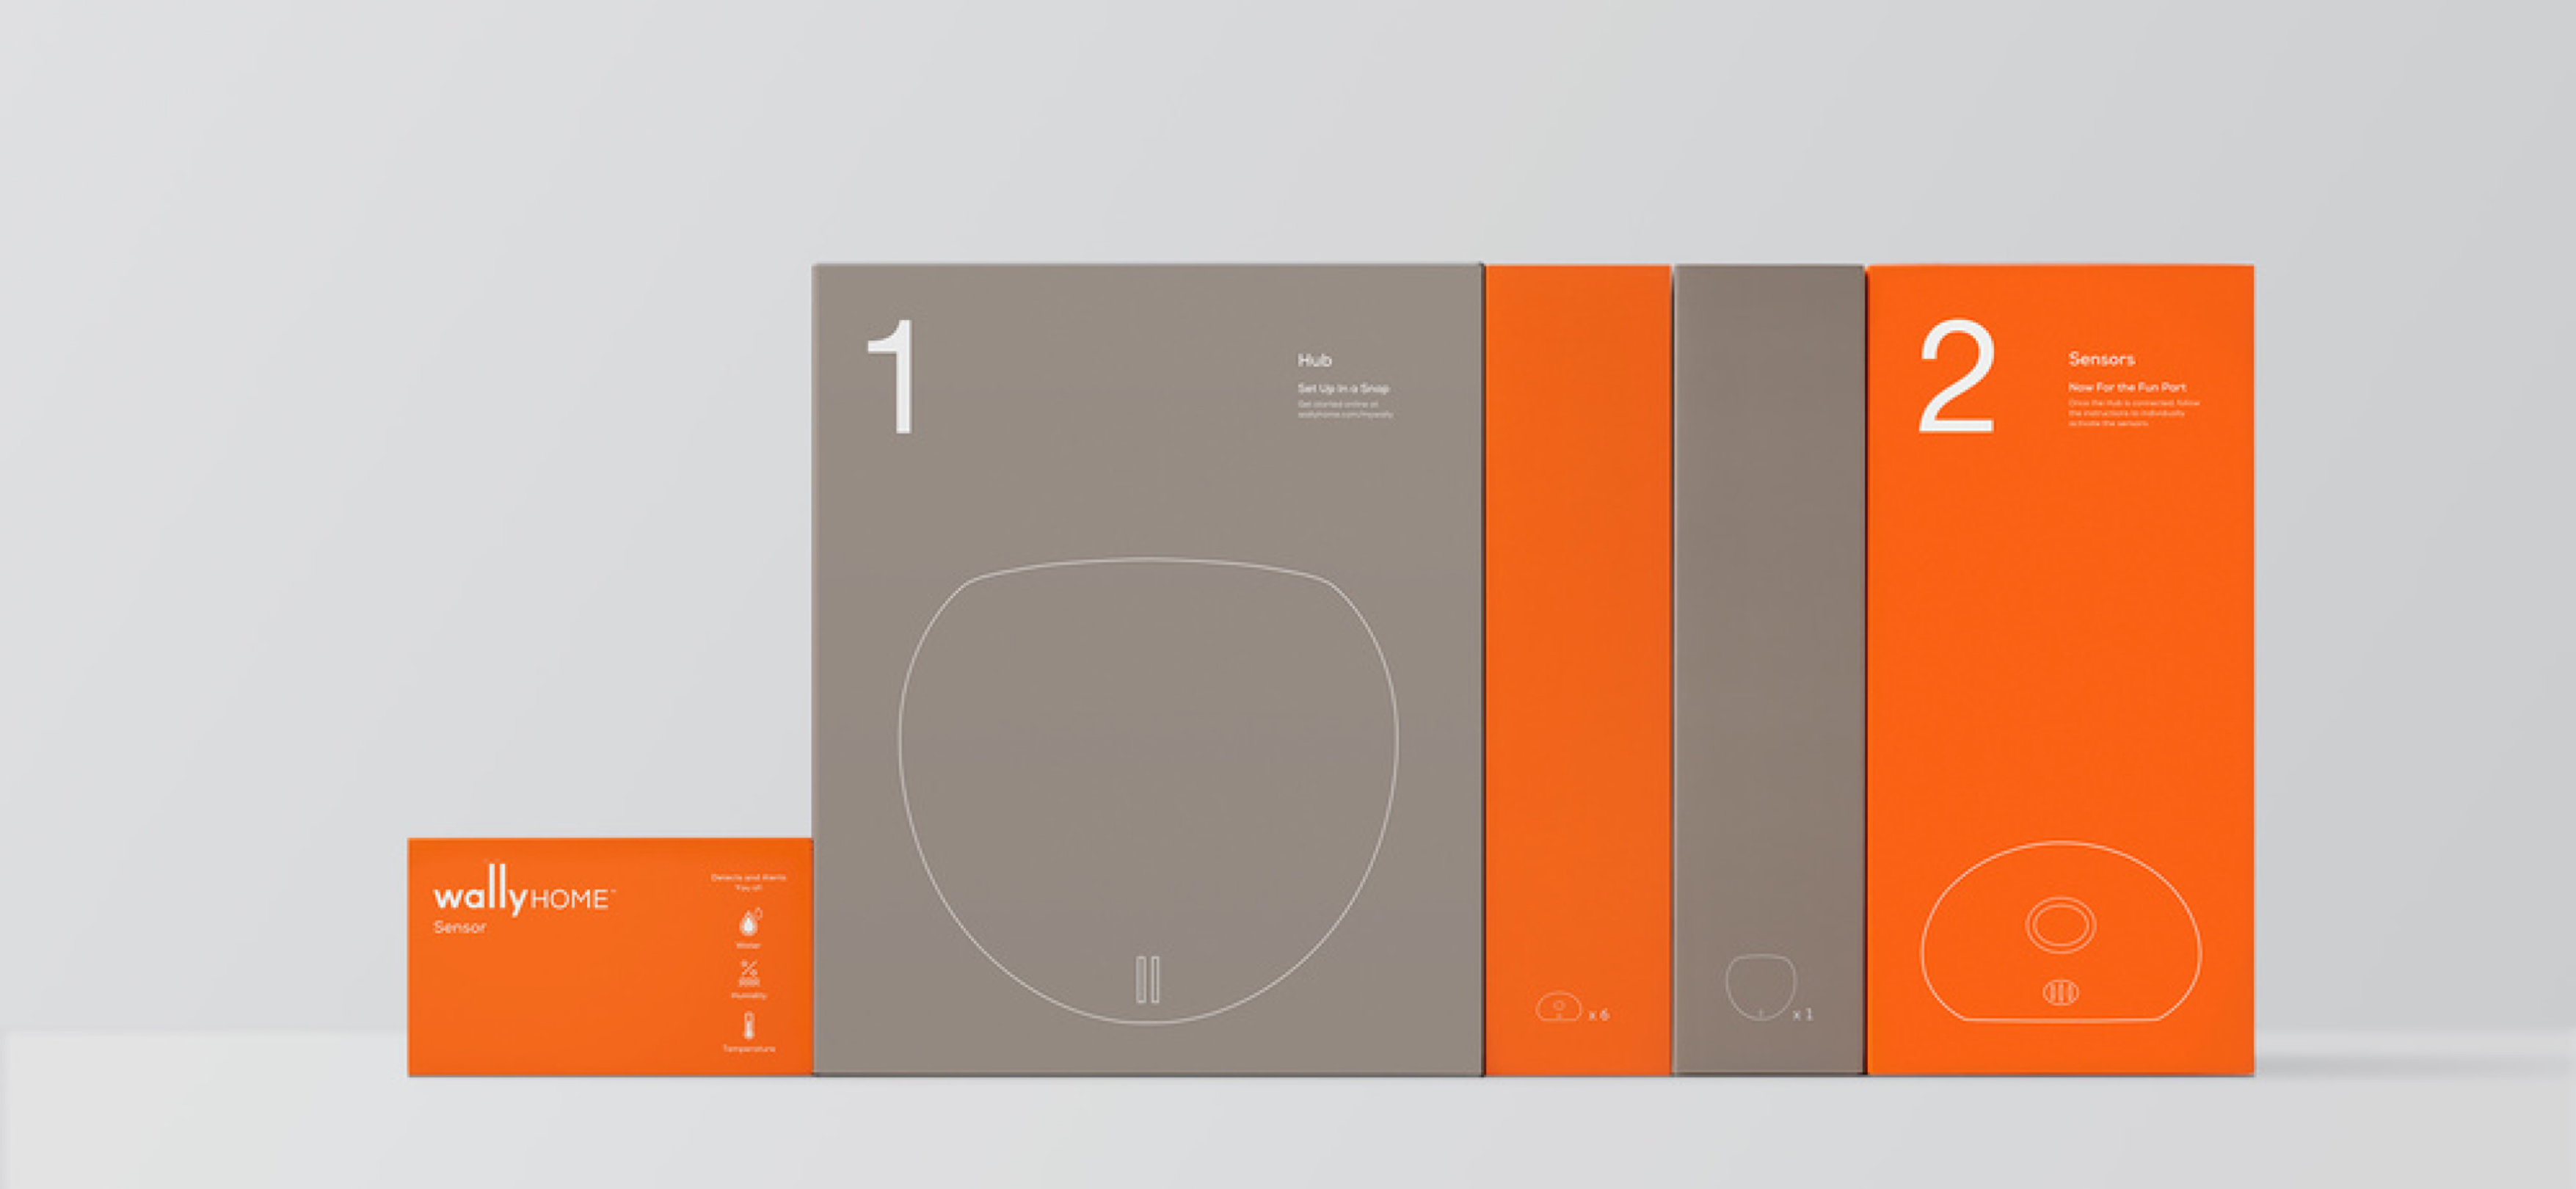 wallyHOME™
Sensor
Detects and Alerts
You of:
Water
Humidity
Temperature
1
Hub
Set Up in a Snap
Get started online at
wallyhome.com/mywally
x 6
x 1
2
Sensors
Now For the Fun Part
Once the Hub is connected, follow
the instructions to individually
activate the sensors.